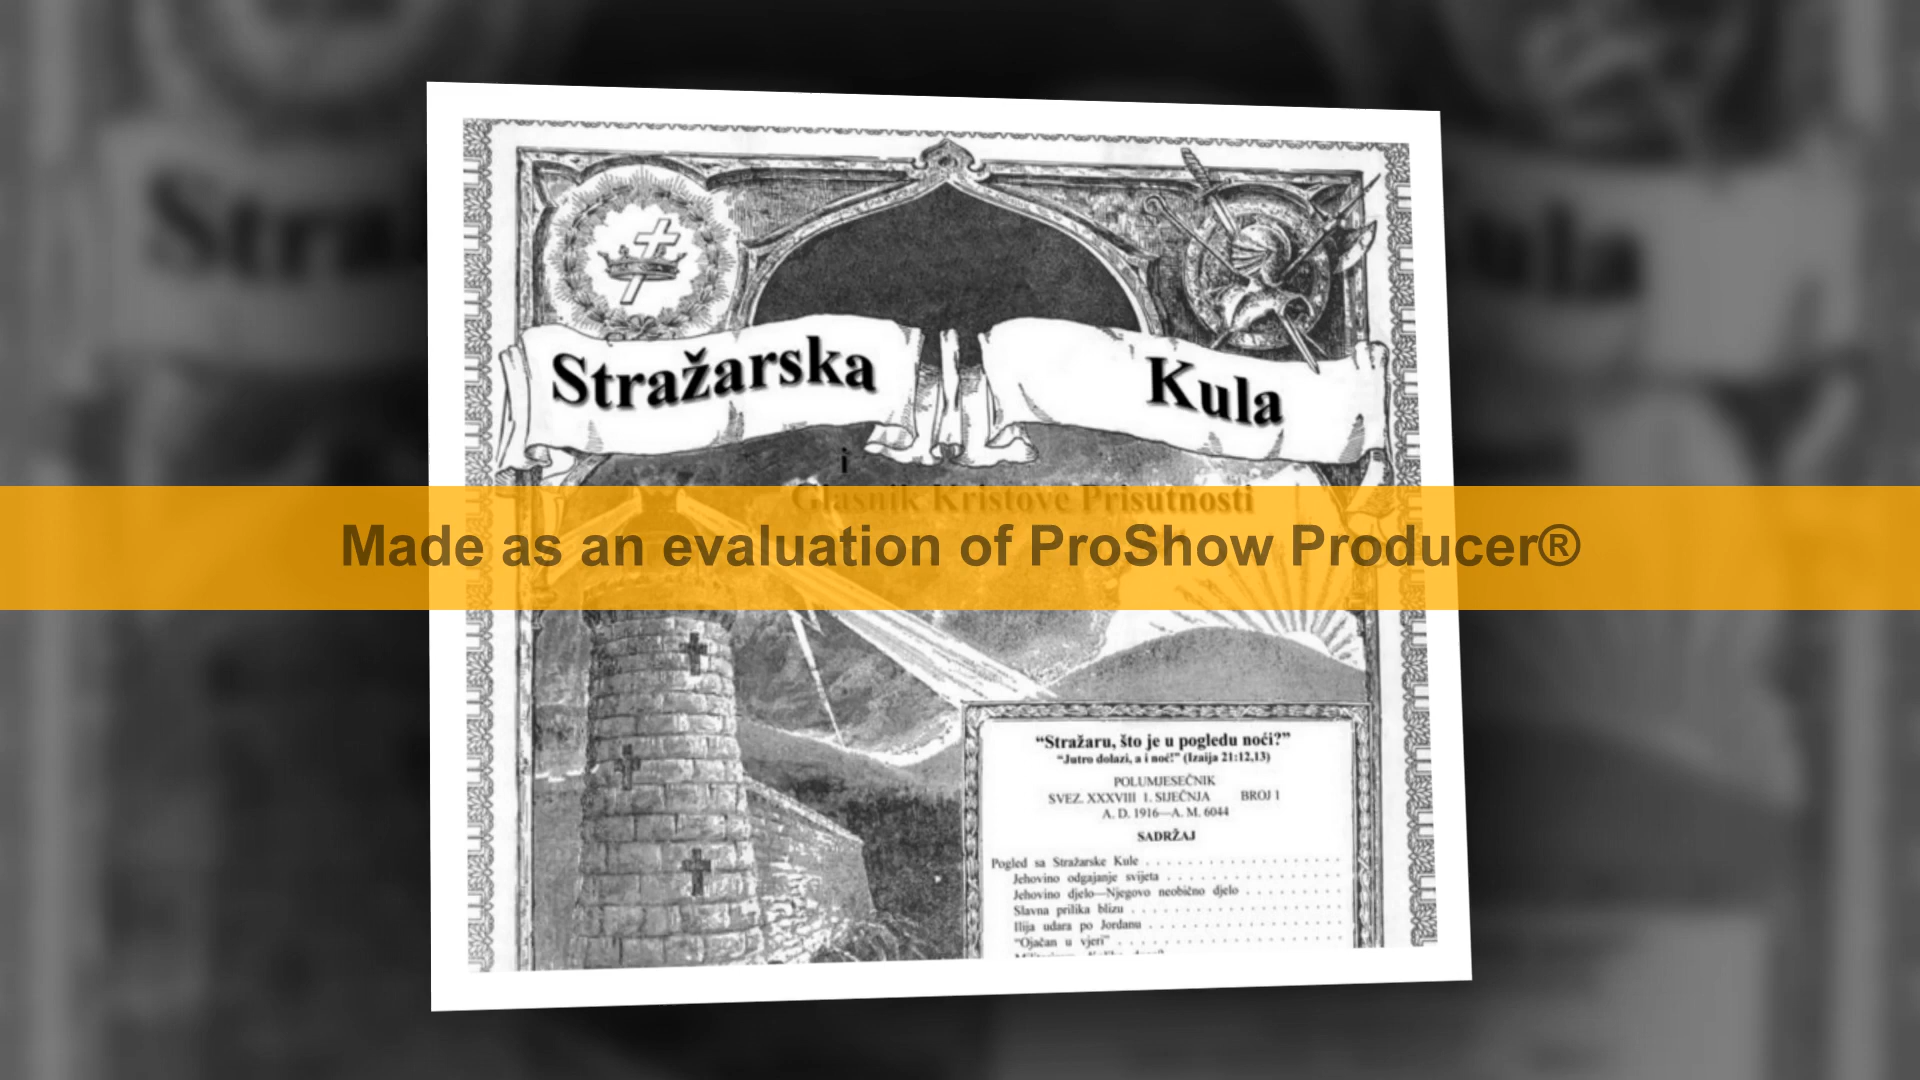 Stražarska Kula
i
Glasnik Kristove Prisutnosti
Made as an evaluation of ProShow Producer®
“Stražaru, što je u pogledu noći?”
“Jutro dolazi, a i noć!” (Izaija 21:12,13)
POLUMJESEČNIK
SVEZ. XXXVIII 1. SIJEČNJA BROJ 1
A. D. 1916—A. M. 6044
SADRŽAJ
Pogled sa Stražarske Kule . . . . . . . . . . . . . . . . . .
Jehovino odgajanje svijeta . . . . . . . . . . . . . . . .
Jehovino djelo—Njegovo neobično djelo . . . . . . . . .
Slavna prilika blizu . . . . . . . . . . . . . . . . . . .
Ilija udara po Jordanu . . . . . . . . . . . . . . . . . .
“Ojačan u vjeri” . . . . . . . . . . . . . . . . . . . . .